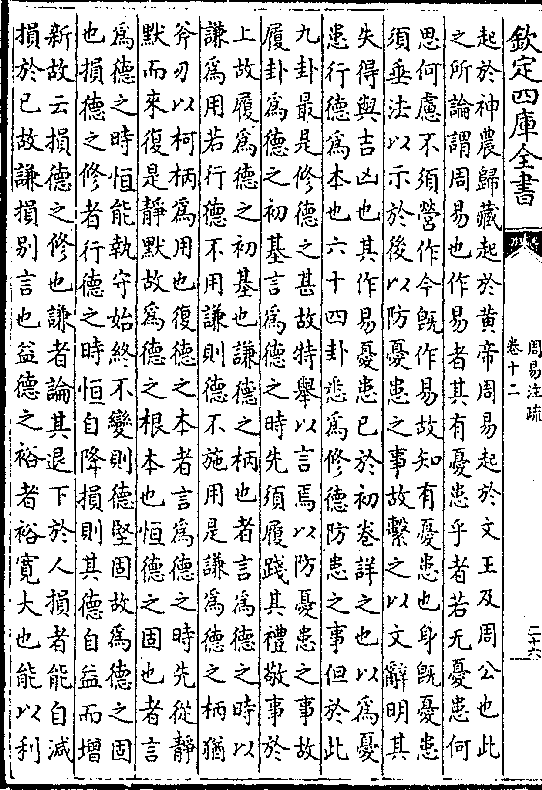 欽定四庫全書
周易注疏
卷十二
二十六
起於神農歸藏起於黄帝周易起於文王及周公也此
之所論謂周易也作易者其有憂患乎者若无憂患何
思何慮不須營作今既作易故知有憂患也身既憂患
須垂法以示於後以防憂患之事故繫之以文辭明其
失得與吉凶也其作易憂患已於初卷詳之也以為憂
患行德為本也六十四卦悉為修德防患之事但於此
九卦最是修德之甚故特舉以言焉以防憂患之事故
履卦為德之初基言為德之時先須履踐其禮敬事於
上故履為德之初基也謙德之柄也者言為德之時以
謙為用若行德不用謙則德不施用是謙為德之柄猶
斧刃以柯柄為用也復德之本者言為德之時先從靜
默而來復是靜默故為德之根本也恒德之固也者言
為德之時恒能執守始終不變則德堅固故為德之固
也損德之修者行德之時恒自降損則其德自益而增
新故云損德之修也謙者論其退下於人損者能自減
損於已故謙損别言也益德之裕者裕寛大也能以利